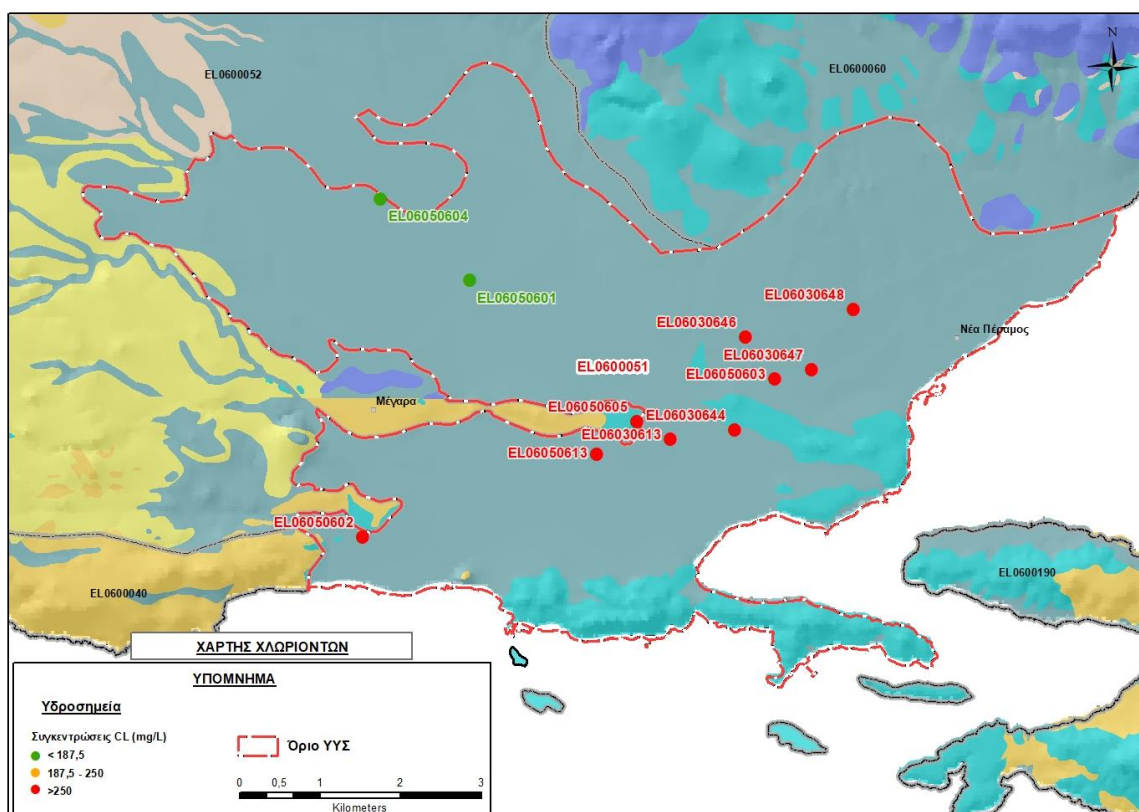 N
EL0600052
EL0600060
EL06050604
EL06050601
EL06030648
EL06030646
Νέα Πέραμος
EL06030647
EL0600051
EL06050603
Μέγαρα
EL06050605
EL06030644
EL06030613
EL06050613
EL06050602
EL0600190
EL0600040
ΧΑΡΤΗΣ ΧΛΩΡΙΟΝΤΩΝ
ΥΠΟΜΝΗΜΑ
Υδροσημεία
Συγκεντρώσεις CL (mg/L)
< 187,5
187,5 - 250
>250
Όριο ΥΥΣ
0 0,5 1 2 3
Kilometers